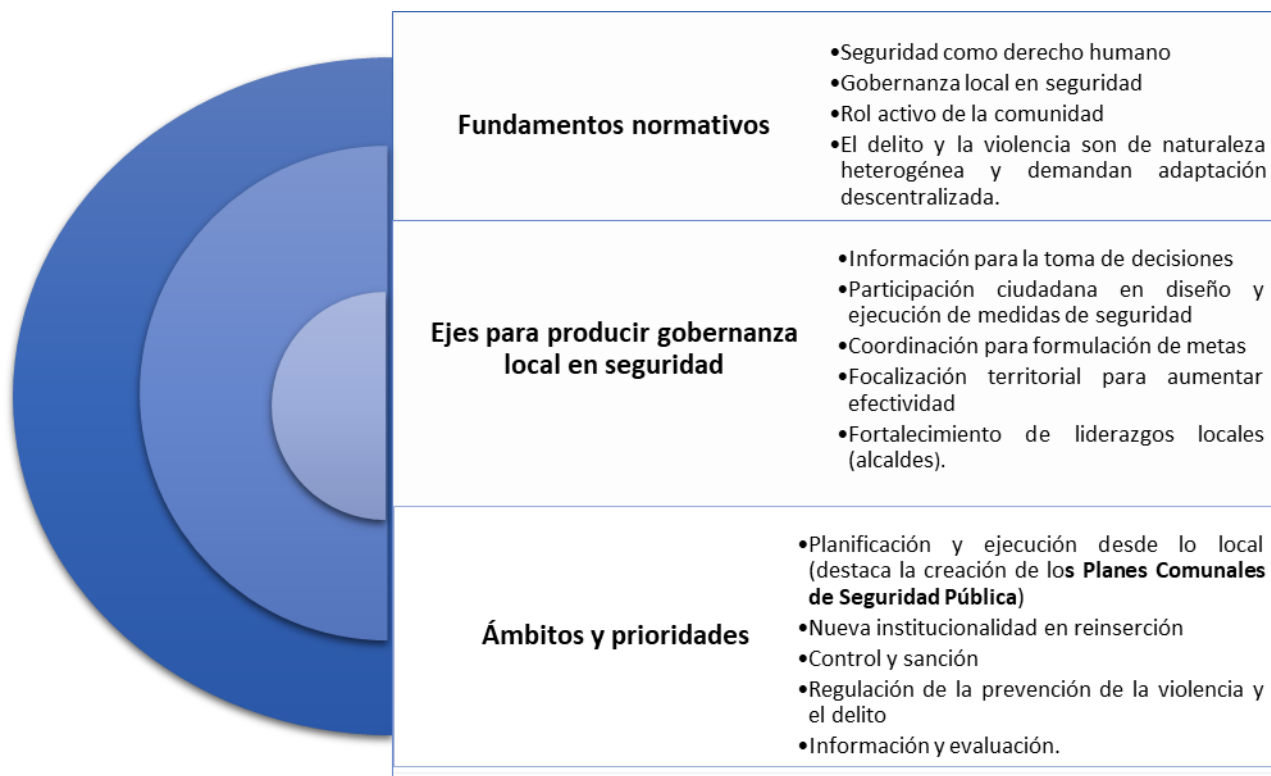 Fundamentos normativos
•Seguridad como derecho humano
•Gobernanza local en seguridad
•Rol activo de la comunidad
•El delito y la violencia son de naturaleza
heterogénea y demandan adaptación
descentralizada.
Ejes para producir gobernanza
local en seguridad
•Información para la toma de decisiones
•Participación ciudadana en diseño y
ejecución de medidas de seguridad
•Coordinación para formulación de metas
•Focalización territorial para aumentar
efectividad
•Fortalecimiento de liderazgos locales
(alcaldes).
Ámbitos y prioridades
•Planificación y ejecución desde lo local
(destaca la creación de los Planes Comunales
de Seguridad Pública)
•Nueva institucionalidad en reinserción
•Control y sanción
•Regulación de la prevención de la violencia y
el delito
•Información y evaluación.